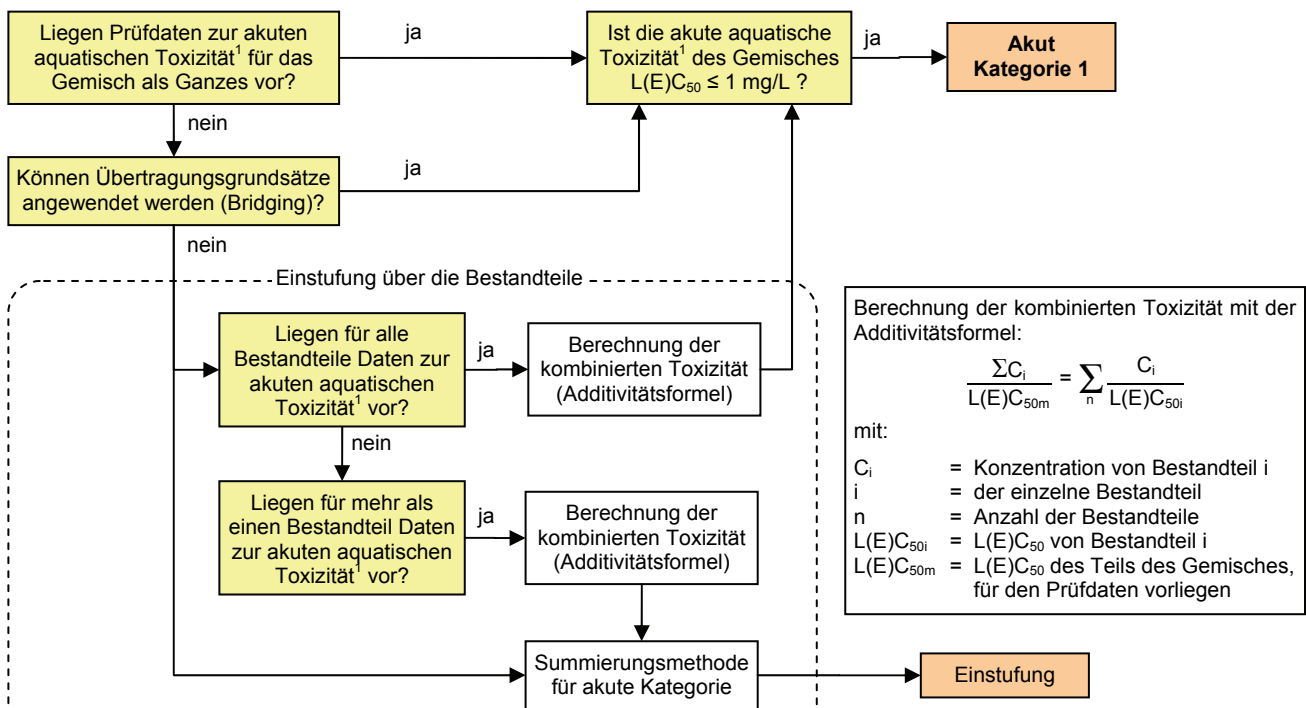 Liegen Prüfdaten zur akuten
aquatischen Toxizität¹ für das
Gemisch als Ganzes vor?
ja
Ist die akute aquatische
Toxizität¹ des Gemisches
L(E)C₅₀ ≤ 1 mg/L ?
ja
Akut
Kategorie 1
nein
Können Übertragungsgrundsätze
angewendet werden (Bridging)?
ja
nein
Einstufung über die Bestandteile
Liegen für alle
Bestandteile Daten zur
akuten aquatischen
Toxizität¹ vor?
ja
Berechnung der
kombinierten Toxizität
(Additivitätsformel)
nein
Liegen für mehr als
einen Bestandteil Daten
zur akuten aquatischen
Toxizität¹ vor?
ja
Berechnung der
kombinierten Toxizität
(Additivitätsformel)
Summierungsmethode
für akute Kategorie
Einstufung
Berechnung der kombinierten Toxizität mit der
Additivitätsformel:
ΣCᵢ / L(E)C₅₀ₘ = Σₙ Cᵢ / L(E)C₅₀ᵢ
mit:
Cᵢ = Konzentration von Bestandteil i
i = der einzelne Bestandteil
n = Anzahl der Bestandteile
L(E)C₅₀ᵢ = L(E)C₅₀ von Bestandteil i
L(E)C₅₀ₘ = L(E)C₅₀ des Teils des Gemisches,
für den Prüfdaten vorliegen